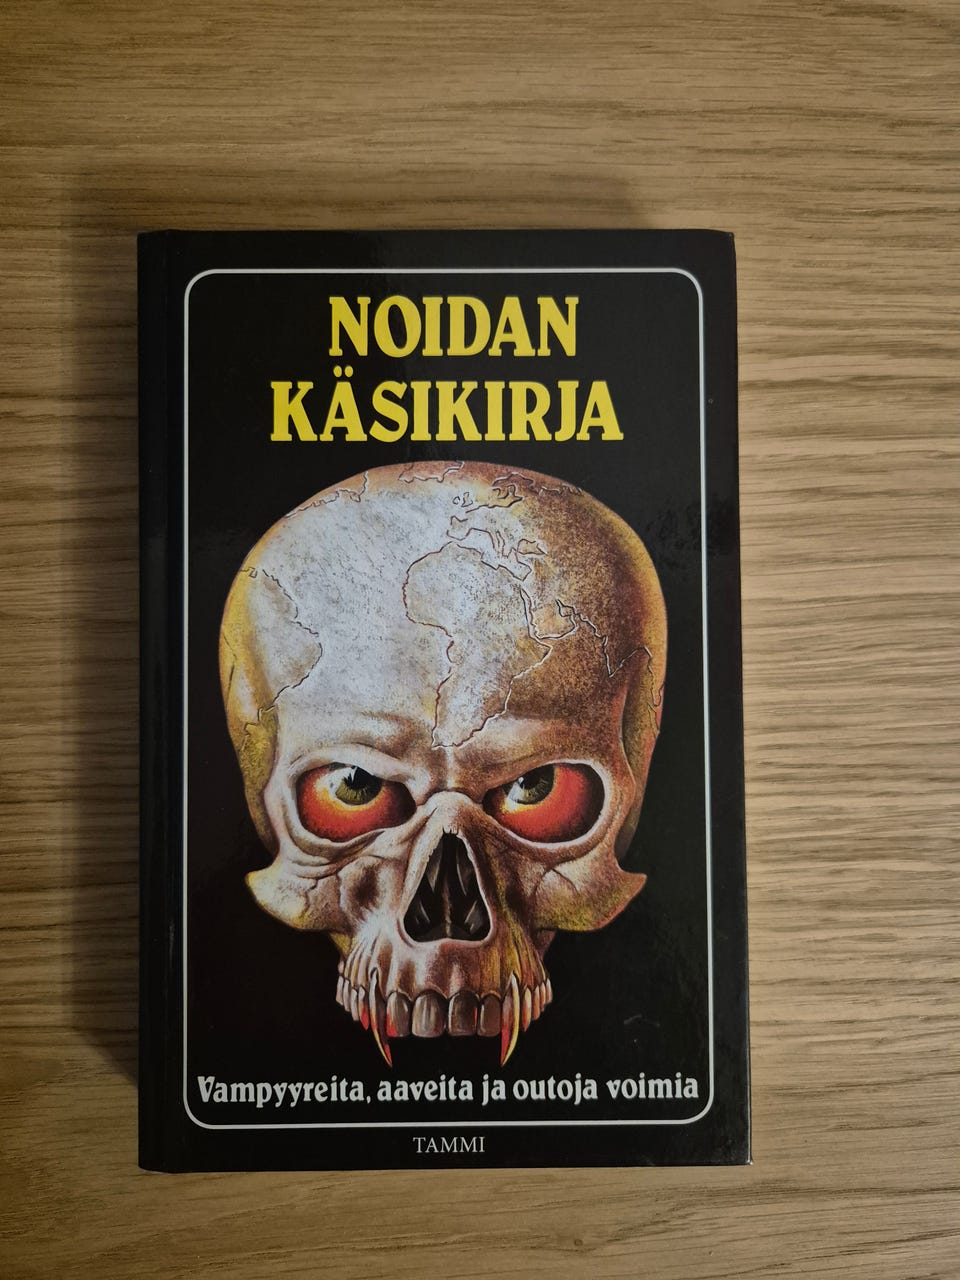 NOIDAN
KÄSIKIRJA
Vampyyreita, aaveita ja outoja voimia
TAMMI